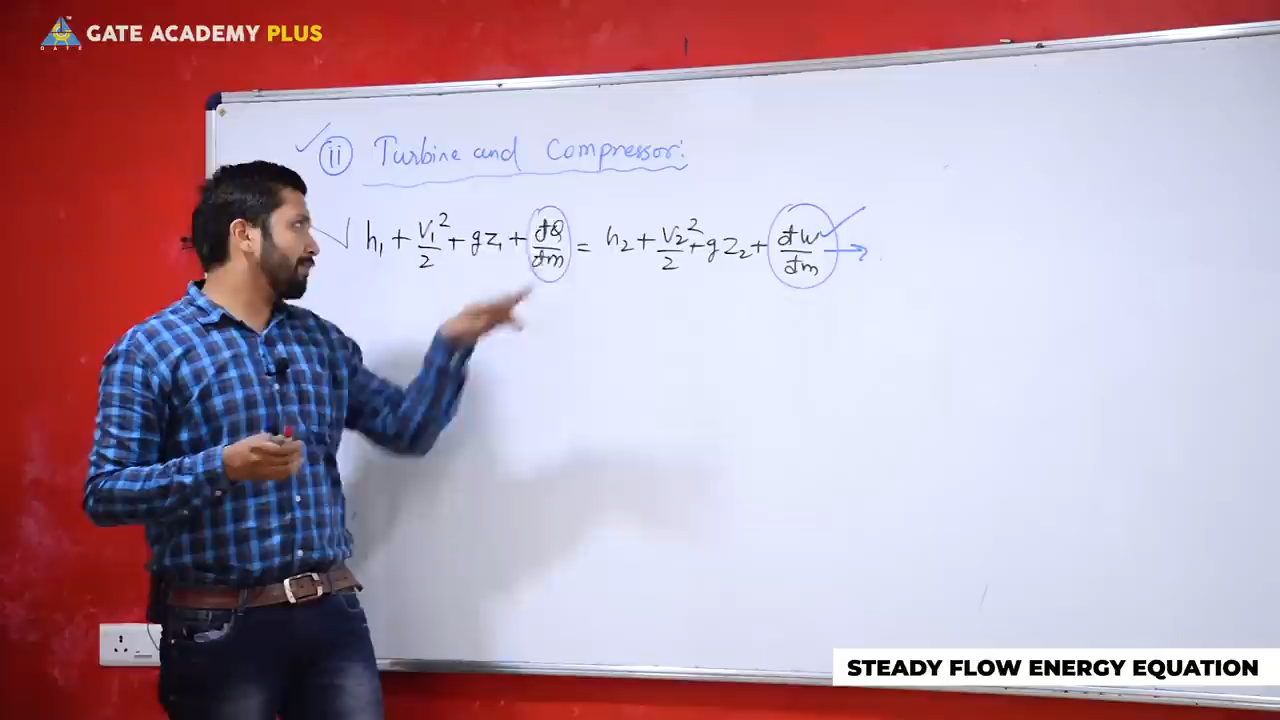 GATE ACADEMY PLUS
GATE
ii Turbine and Compressor:
h₁ + V₁²/2 + gz₁ + đQ/dm = h₂ + V₂²/2 + gz₂ + đW/dm
STEADY FLOW ENERGY EQUATION